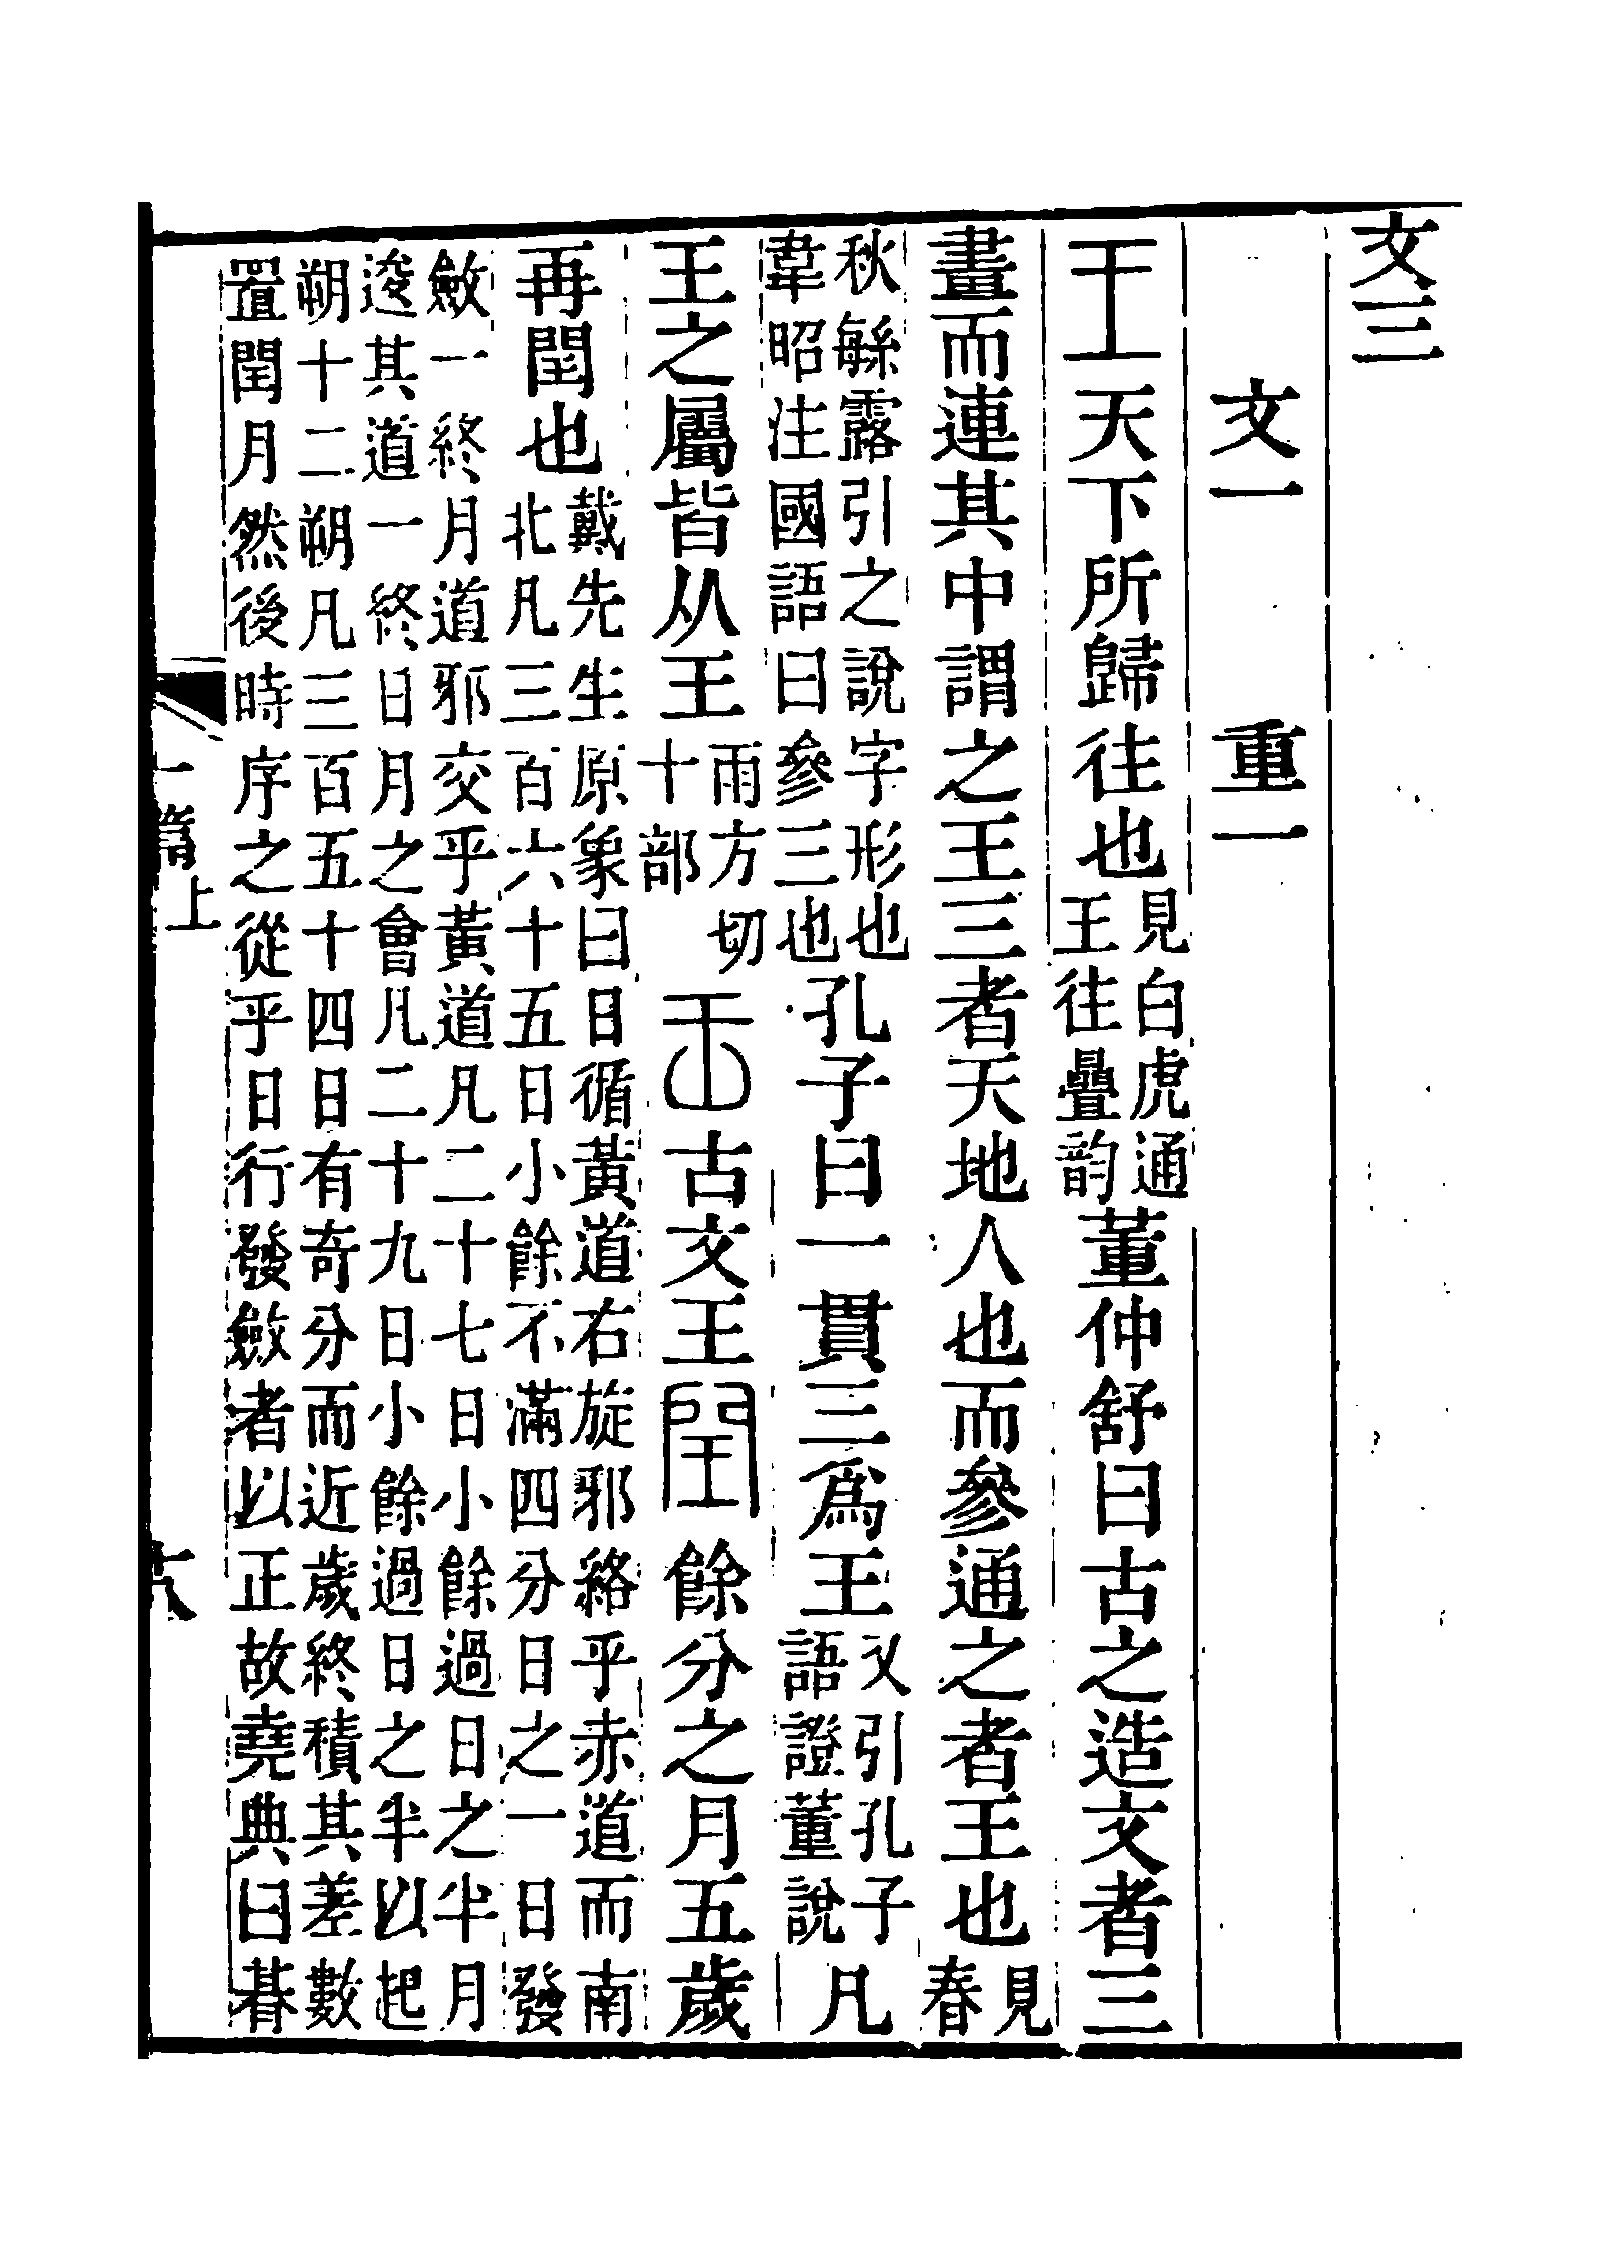 文三
文一　重一
王天下所歸往也見白虎通王往疊韵董仲舒曰古之造文者三
畫而連其中謂之王三者天地人也而參通之者王也見春
秋緐露引之說字形也韋昭注國語曰參三也孔子曰一貫三爲王又引孔子語證董說凡
王之屬皆从王雨方切十部𠙻古文王閏餘分之月五歲
再閏也戴先生原象曰日循黃道右旋邪絡乎赤道而南北凡三百六十五日小餘不滿四分日之一日發
斂一終月道邪交乎黃道凡二十七日小餘過日之半月逡其道一終日月之會凡二十九日小餘過日之半以起
朔十二朔凡三百五十四日有奇分而近歲終積其差數置閏月然後時序之從乎日行發斂者以正故堯典曰朞
一篇上